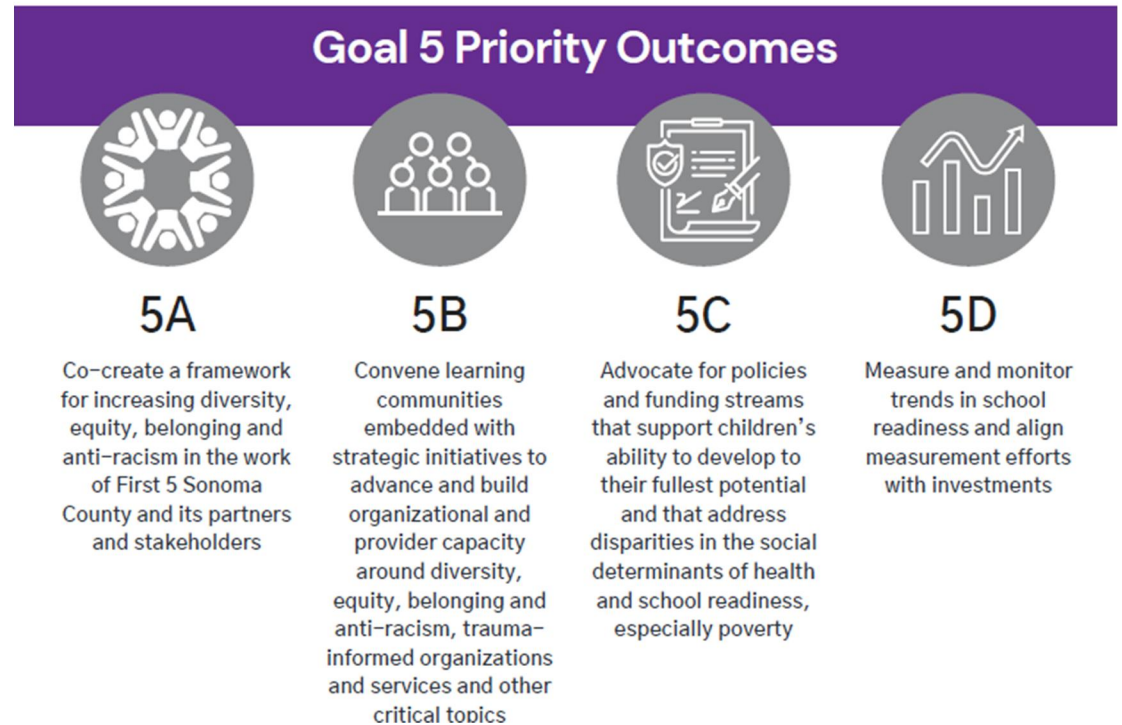 Goal 5 Priority Outcomes
5A
Co-create a framework
for increasing diversity,
equity, belonging and
anti-racism in the work
of First 5 Sonoma
County and its partners
and stakeholders
5B
Convene learning
communities
embedded with
strategic initiatives to
advance and build
organizational and
provider capacity
around diversity,
equity, belonging and
anti-racism, trauma-
informed organizations
and services and other
critical topics
5C
Advocate for policies
and funding streams
that support children's
ability to develop to
their fullest potential
and that address
disparities in the social
determinants of health
and school readiness,
especially poverty
5D
Measure and monitor
trends in school
readiness and align
measurement efforts
with investments